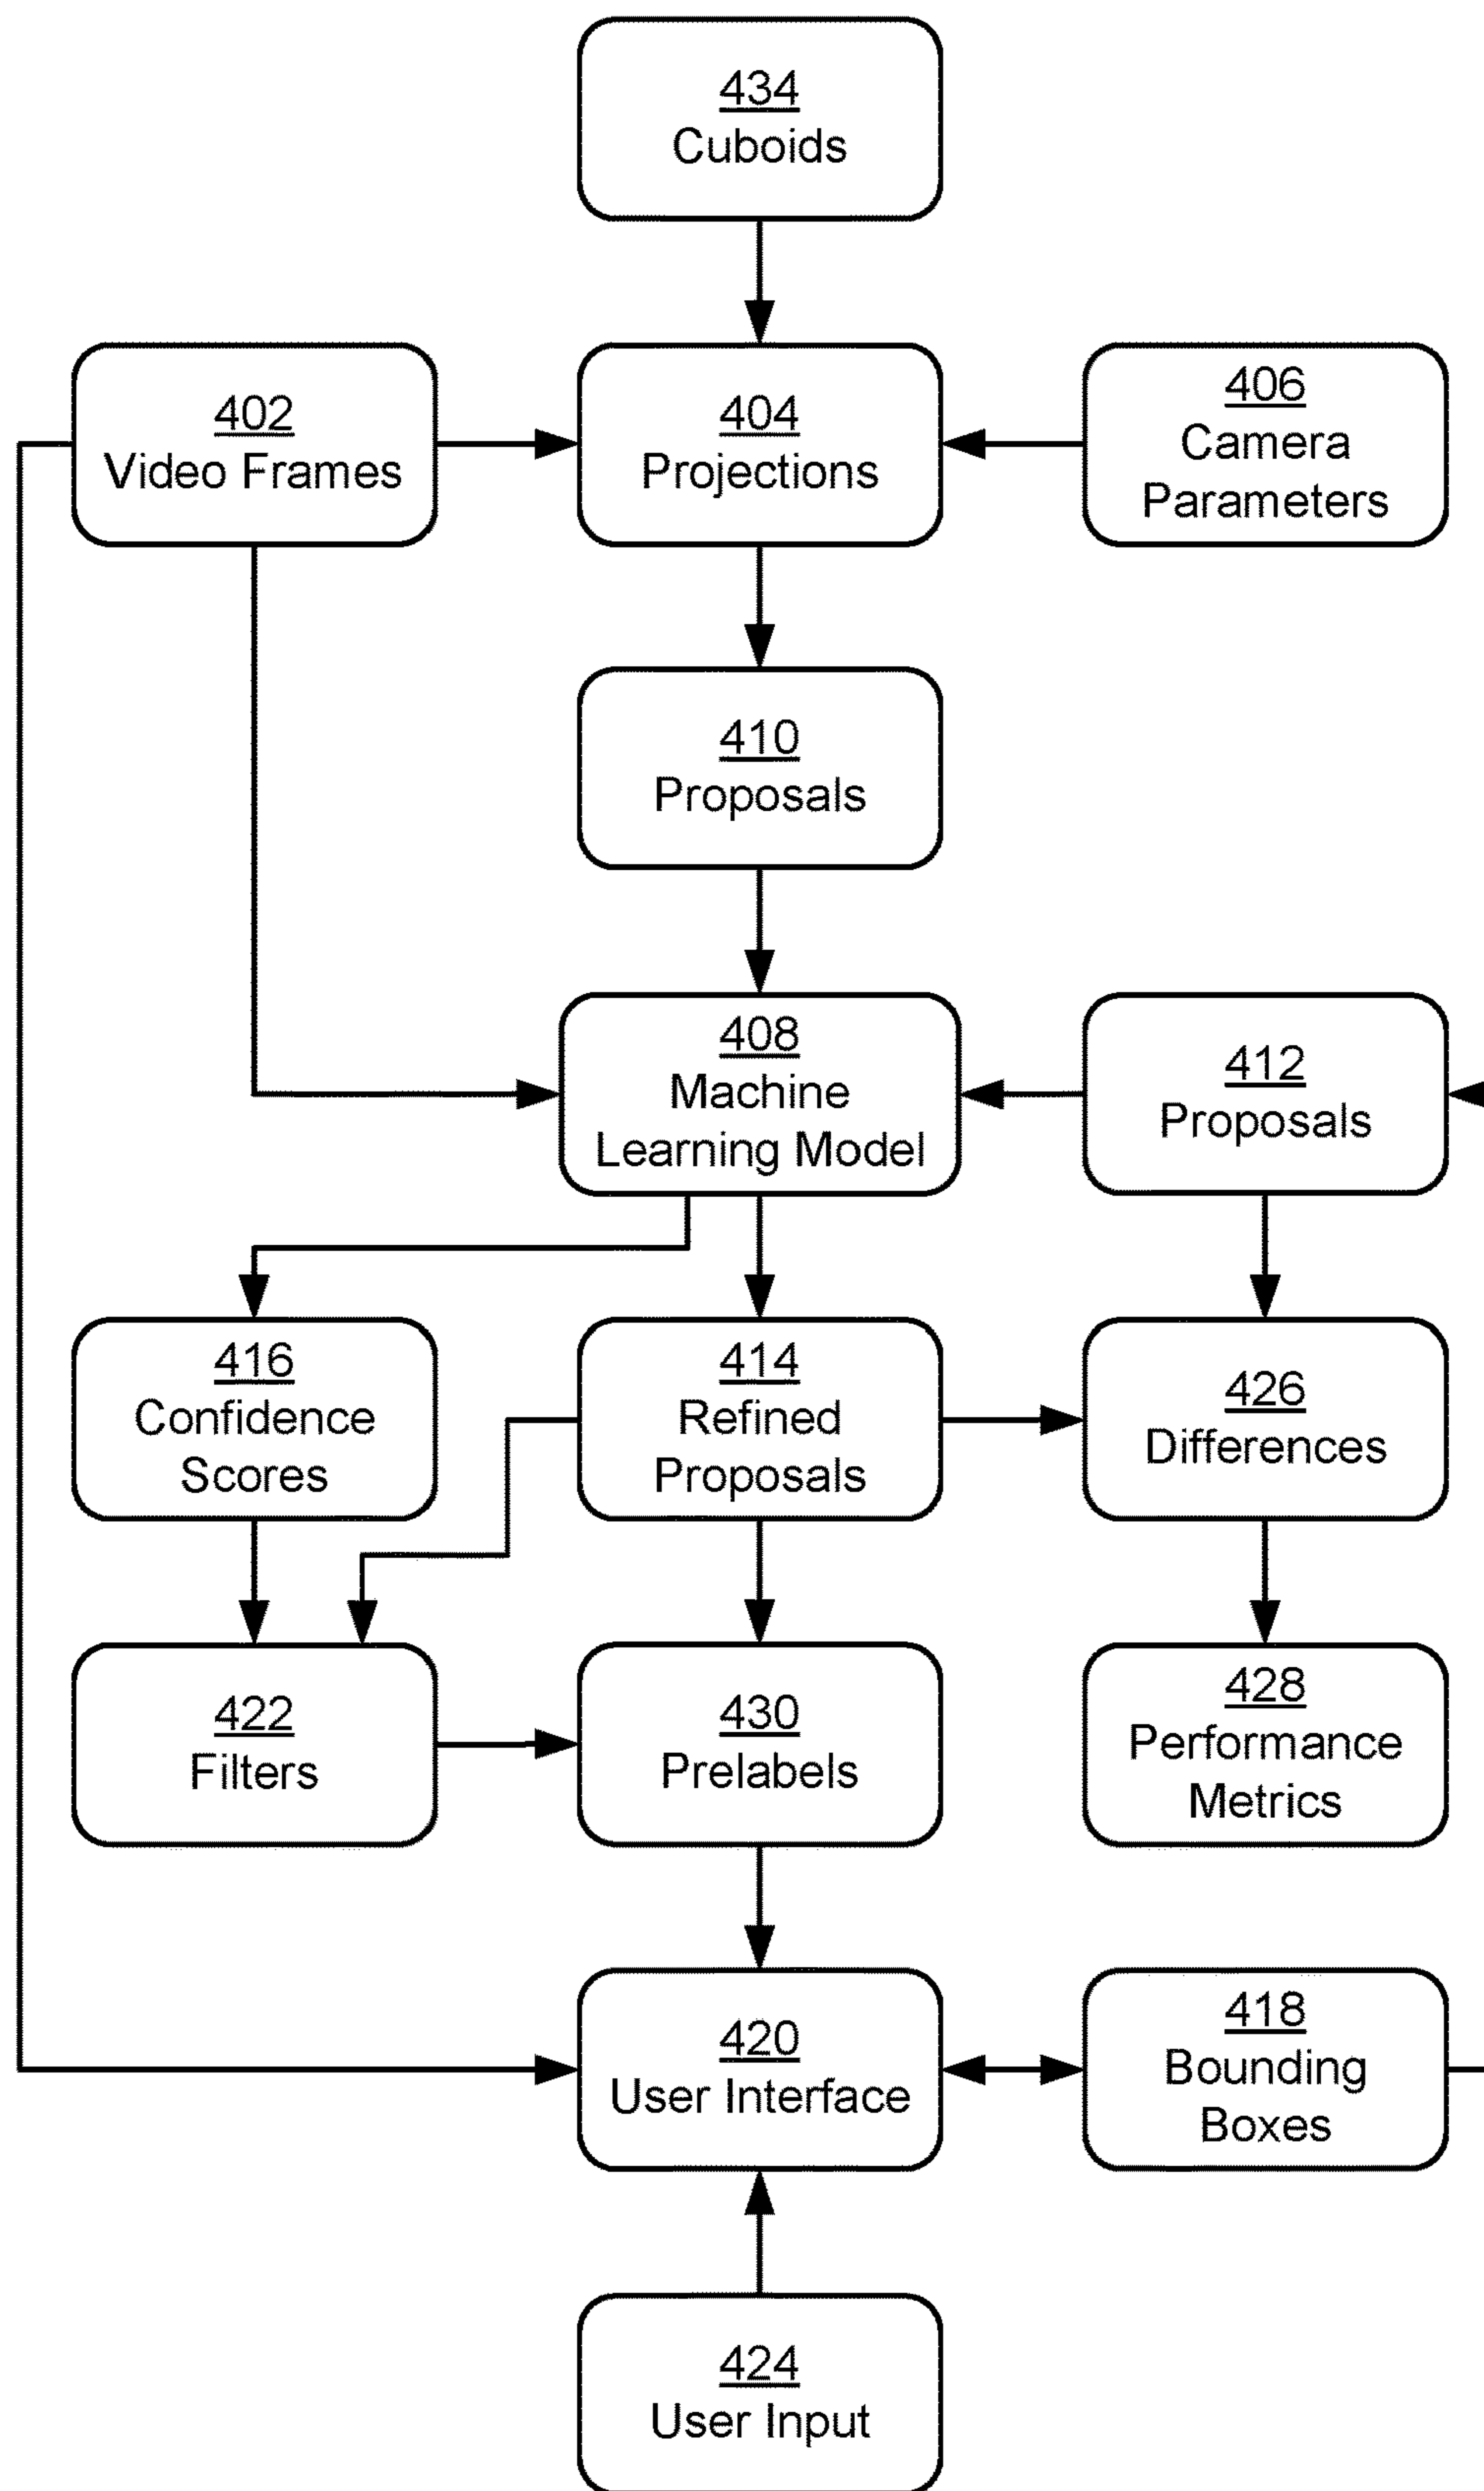 434
Cuboids
402
Video Frames
404
Projections
406
Camera
Parameters
410
Proposals
408
Machine
Learning Model
412
Proposals
416
Confidence
Scores
414
Refined
Proposals
426
Differences
422
Filters
430
Prelabels
428
Performance
Metrics
420
User Interface
418
Bounding
Boxes
424
User Input